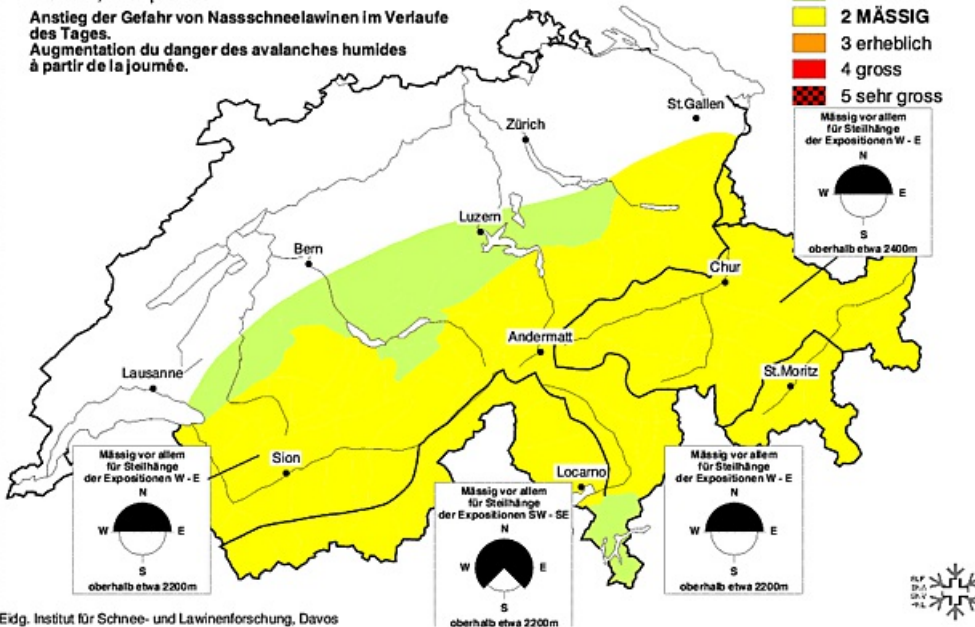 Anstieg der Gefahr von Nassschneelawinen im Verlaufe
des Tages.
Augmentation du danger des avalanches humides
à partir de la journée.
2 MÄSSIG
3 erheblich
4 gross
5 sehr gross
St.Gallen
Zürich
Luzern
Bern
Chur
Andermatt
Lausanne
St.Moritz
Sion
Locarno
Mässig vor allem
für Steilhänge
der Expositionen W - E
N
W E
S
oberhalb etwa 2400m
Mässig vor allem
für Steilhänge
der Expositionen W - E
N
W E
S
oberhalb etwa 2200m
Mässig vor allem
für Steilhänge
der Expositionen SW - SE
N
W E
S
oberhalb etwa 2200m
Mässig vor allem
für Steilhänge
der Expositionen W - E
N
W E
S
oberhalb etwa 2200m
Eidg. Institut für Schnee- und Lawinenforschung, Davos